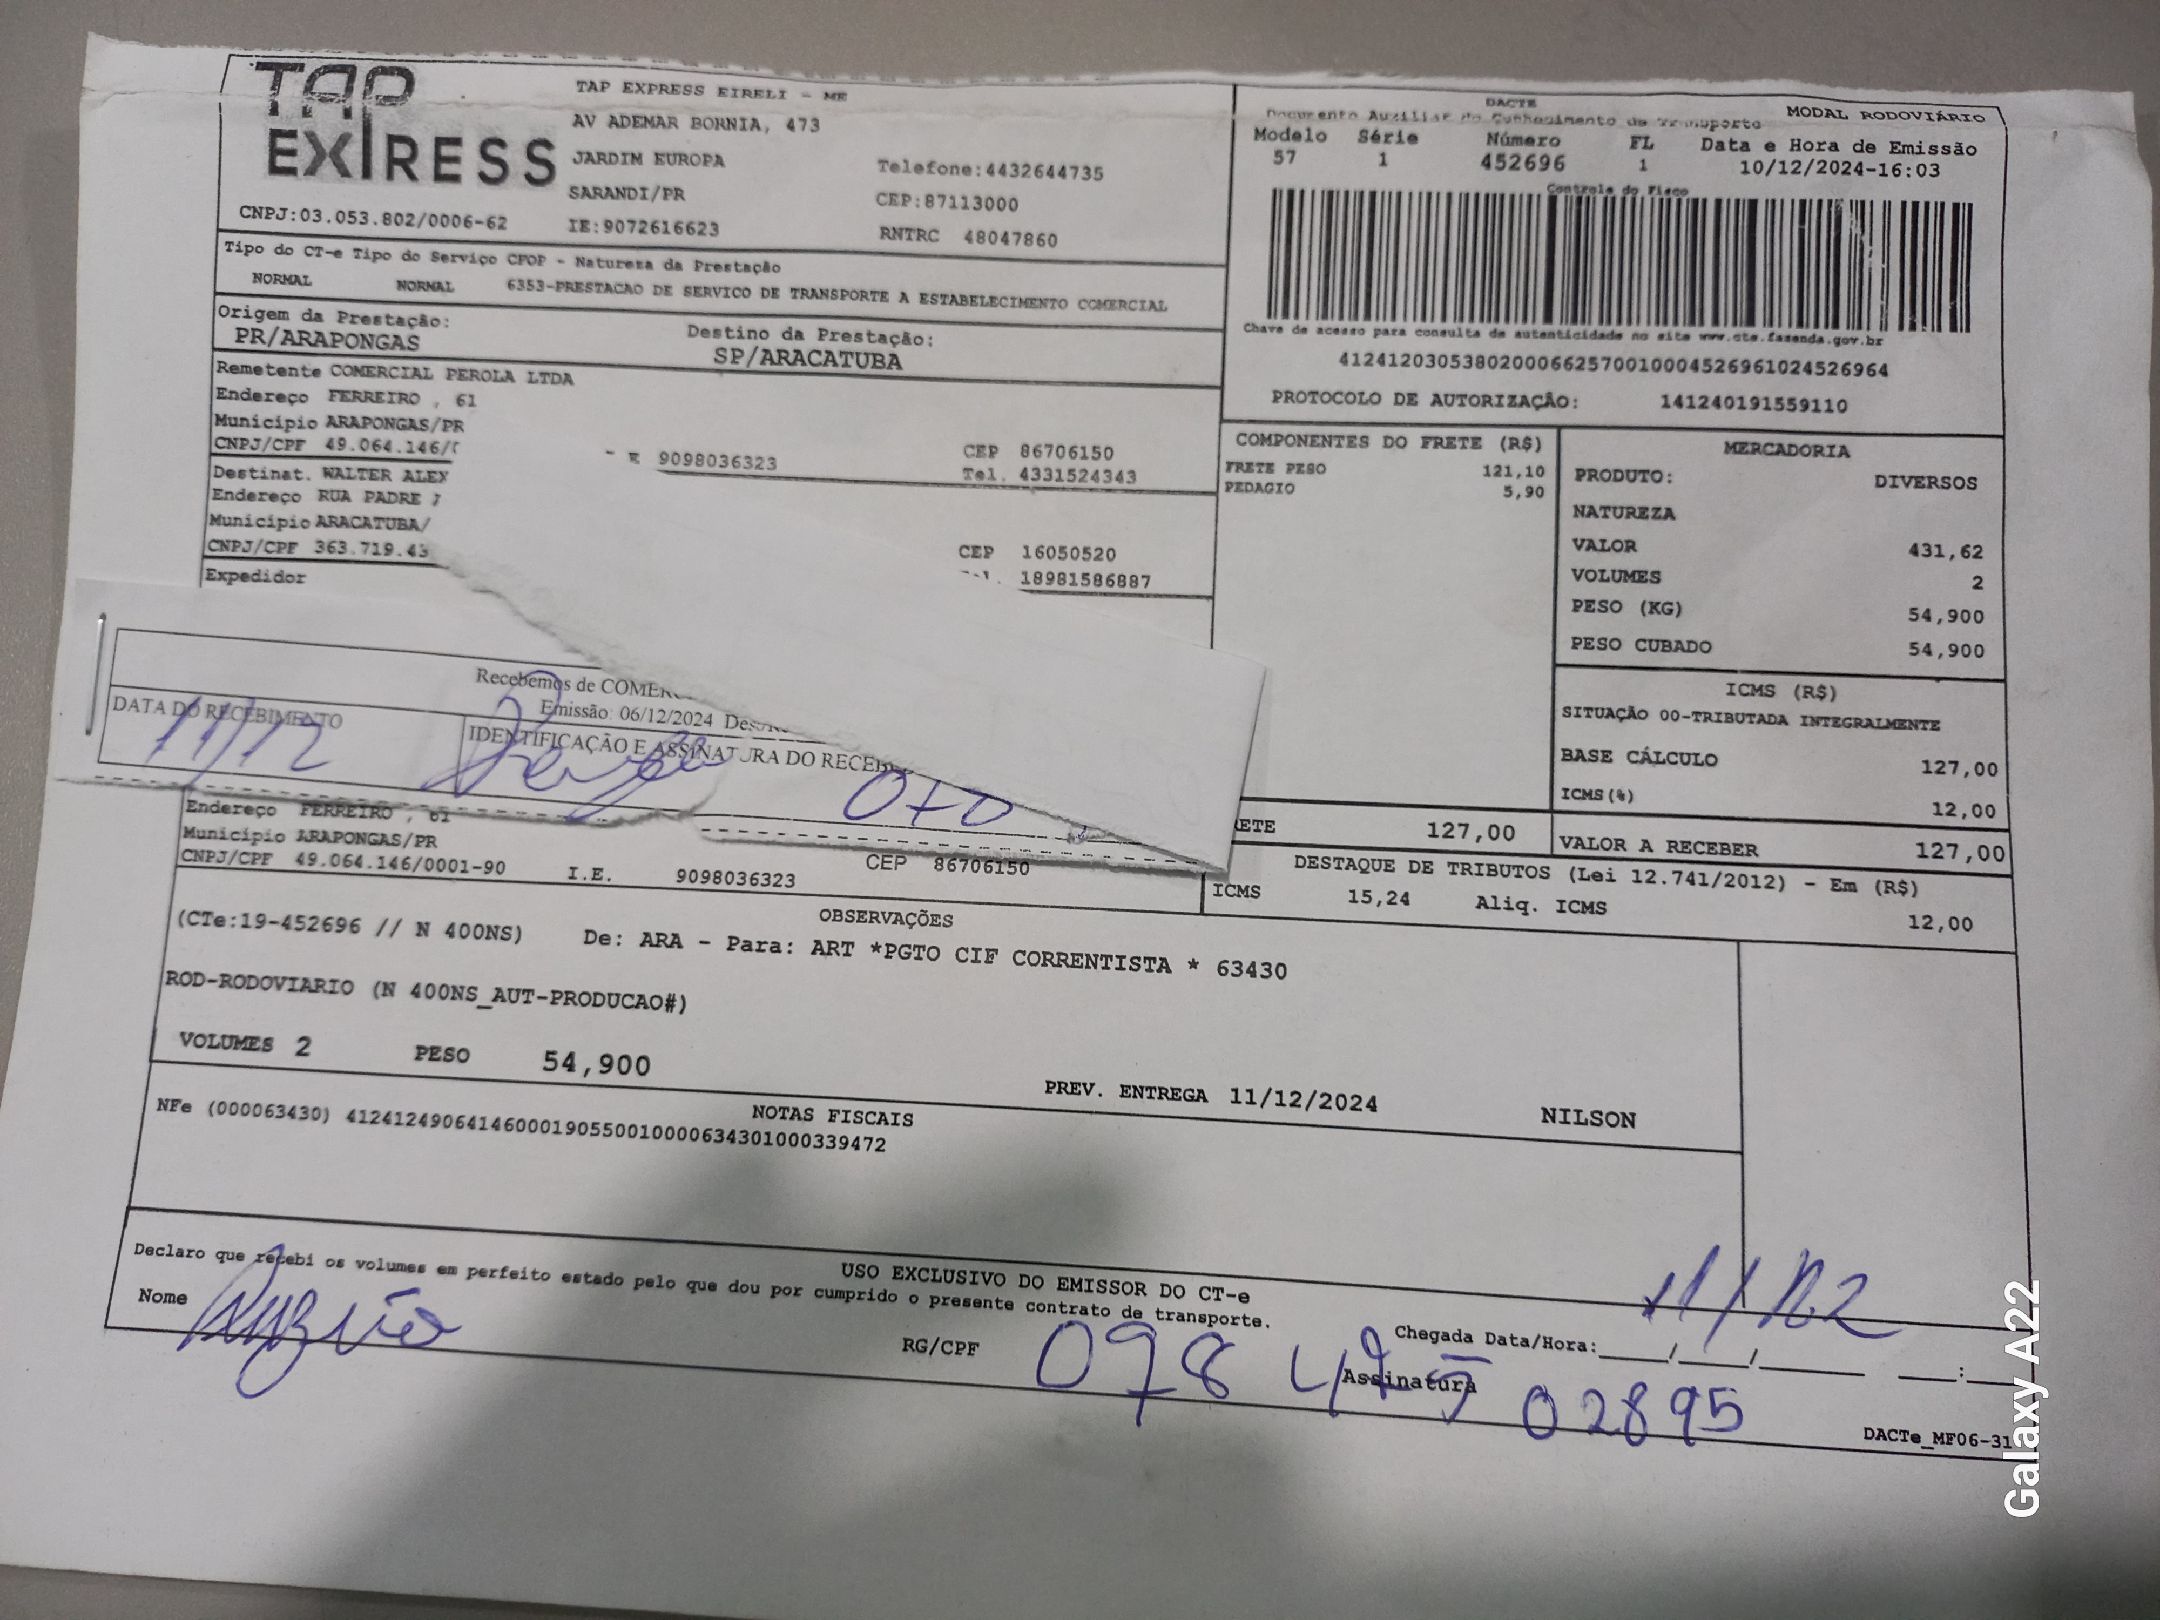 TAP
EXPRESS
TAP EXPRESS EIRELI - ME
AV ADEMAR BORNIA, 473
JARDIM EUROPA
SARANDI/PR
Telefone:4432644735
CEP:87113000
CNPJ:03.053.802/0006-62
IE:9072616623
RNTRC 48047860
DACTE
Documento Auxiliar do Conhecimento de Transporte
MODAL RODOVIÁRIO
Modelo Série Número FL Data e Hora de Emissão
57 1 452696 1 10/12/2024-16:03
Controle do Fisco
Chave de acesso para consulta de autenticidade no site www.cte.fazenda.gov.br
41241203053802000662570010004526961024526964
PROTOCOLO DE AUTORIZAÇÃO: 141240191559110
Tipo do CT-e Tipo do Serviço CFOP - Natureza da Prestação
NORMAL NORMAL 6353-PRESTACAO DE SERVICO DE TRANSPORTE A ESTABELECIMENTO COMERCIAL
Origem da Prestação: Destino da Prestação:
PR/ARAPONGAS SP/ARACATUBA
Remetente COMERCIAL PEROLA LTDA
Endereço FERREIRO , 61
Município ARAPONGAS/PR CEP 86706150
CNPJ/CPF 49.064.146/ 9098036323 Tel. 4331524343
Destinat. WALTER ALEX
Endereço RUA PADRE
Município ARACATUBA/ CEP 16050520
CNPJ/CPF 363.719.43 18981586887
Expedidor
COMPONENTES DO FRETE (R$)
FRETE PESO 121,10
PEDAGIO 5,90
MERCADORIA
PRODUTO: DIVERSOS
NATUREZA
VALOR 431,62
VOLUMES 2
PESO (KG) 54,900
PESO CUBADO 54,900
ICMS (R$)
SITUAÇÃO 00-TRIBUTADA INTEGRALMENTE
BASE CÁLCULO 127,00
ICMS(%) 12,00
RETE 127,00
VALOR A RECEBER 127,00
DESTAQUE DE TRIBUTOS (Lei 12.741/2012) - Em (R$)
ICMS 15,24 Aliq. ICMS 12,00
Recebemos de COMER
Emissão: 06/12/2024
DATA DO RECEBIMENTO
11/12
IDENTIFICAÇÃO E ASSINATURA DO RECEBE
Endereço FERREIRO , 61
Município ARAPONGAS/PR
CEP 86706150
CNPJ/CPF 49.064.146/0001-90 I.E. 9098036323
OBSERVAÇÕES
(CTe:19-452696 // N 400NS) De: ARA - Para: ART *PGTO CIF CORRENTISTA * 63430
ROD-RODOVIARIO (N 400NS_AUT-PRODUCAO#)
VOLUMES 2 PESO 54,900
PREV. ENTREGA 11/12/2024 NILSON
NOTAS FISCAIS
NFe (000063430) 41241249064146000190550010000634301000339472
USO EXCLUSIVO DO EMISSOR DO CT-e
Declaro que recebi os volumes em perfeito estado pelo que dou por cumprido o presente contrato de transporte.
Nome
RG/CPF
Chegada Data/Hora:____/____/______ ___:___
Assinatura
02895
DACTe_MF06-31
Galaxy A22